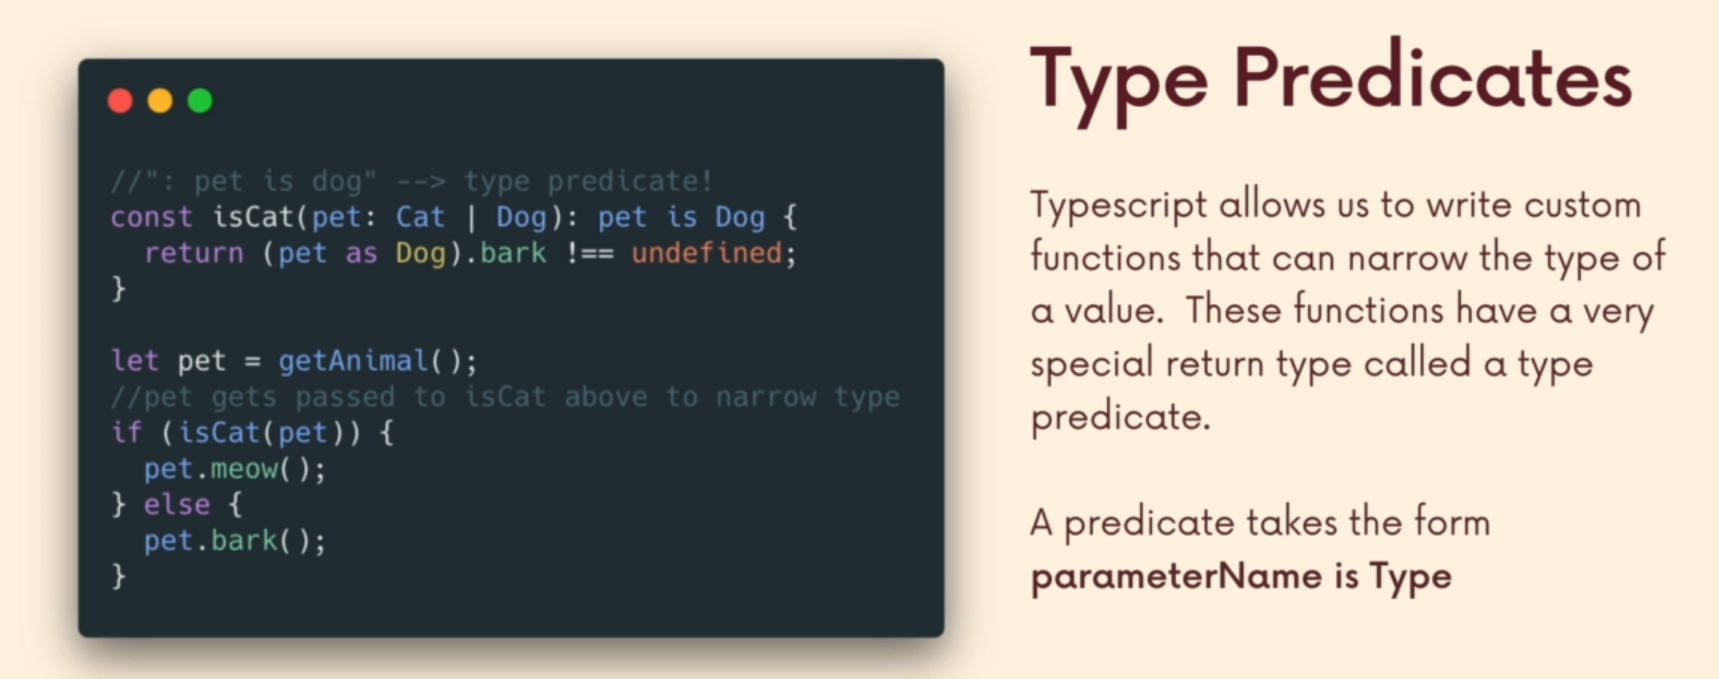 //": pet is dog" --> type predicate!
const isCat(pet: Cat | Dog): pet is Dog {
  return (pet as Dog).bark !== undefined;
}
let pet = getAnimal();
//pet gets passed to isCat above to narrow type
if (isCat(pet)) {
  pet.meow();
} else {
  pet.bark();
}
Type Predicates
Typescript allows us to write custom
functions that can narrow the type of
a value.  These functions have a very
special return type called a type
predicate.
A predicate takes the form
parameterName is Type